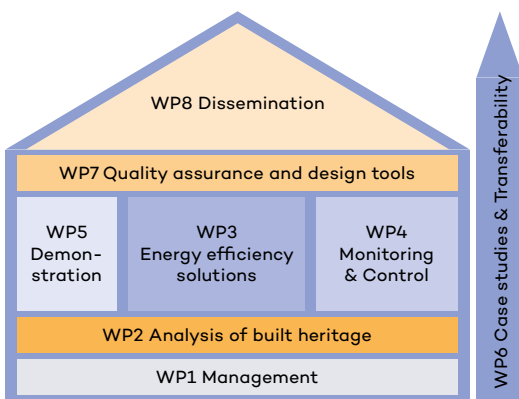 WP8 Dissemination
WP7 Quality assurance and design tools
WP5
Demon-
stration
WP3
Energy efficiency
solutions
WP4
Monitoring
& Control
WP2 Analysis of built heritage
WP1 Management
WP6 Case studies & Transferability